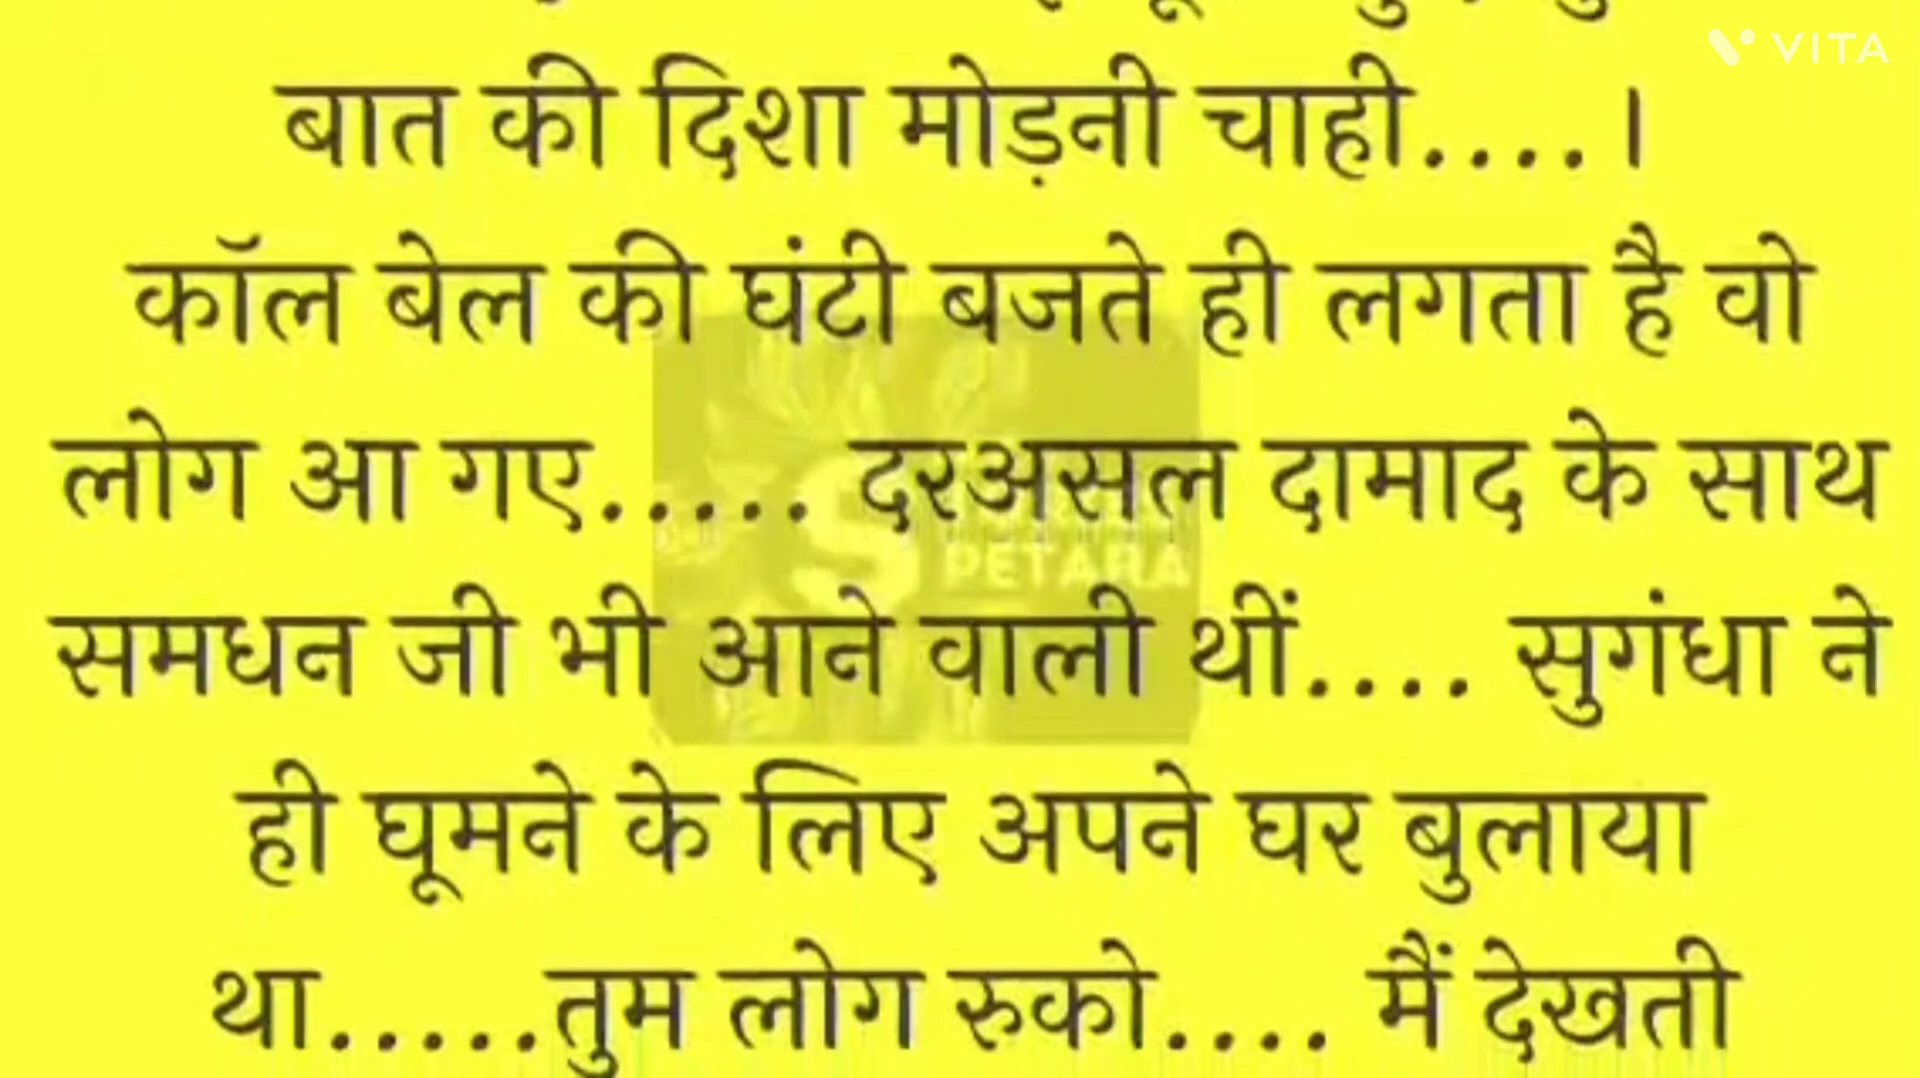 VITA
बात की दिशा मोड़नी चाही....।
कॉल बेल की घंटी बजते ही लगता है वो
लोग आ गए..... दरअसल दामाद के साथ
S PETARA
समधन जी भी आने वाली थीं.... सुगंधा ने
ही घूमने के लिए अपने घर बुलाया
था.....तुम लोग रुको.... मैं देखती